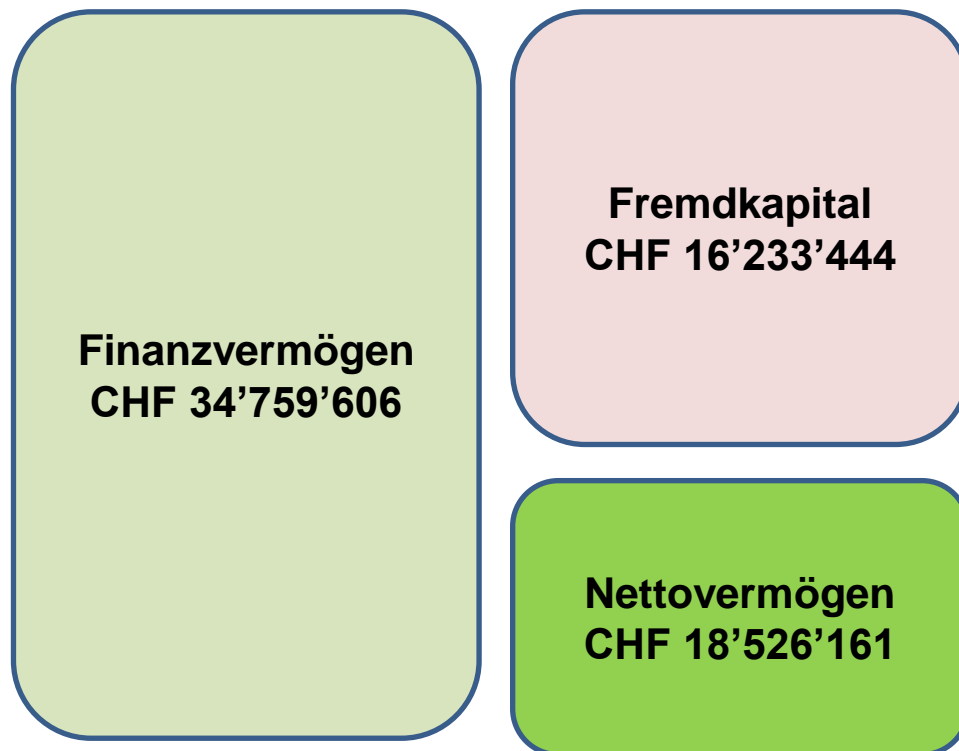 Finanzvermögen
CHF 34’759’606
Fremdkapital
CHF 16’233’444
Nettovermögen
CHF 18’526’161